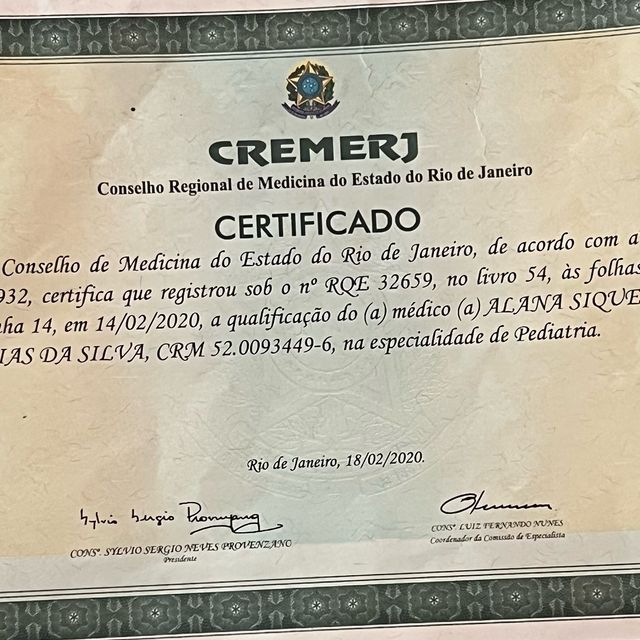 CREMERJ
Conselho Regional de Medicina do Estado do Rio de Janeiro
CERTIFICADO
Conselho de Medicina do Estado do Rio de Janeiro, de acordo com a
932, certifica que registrou sob o nº RQE 32659, no livro 54, às folhas
ha 14, em 14/02/2020, a qualificação do (a) médico (a) ALANA SIQUE
IAS DA SILVA, CRM 52.0093449-6, na especialidade de Pediatria.
Rio de Janeiro, 18/02/2020.
CONSº. SYLVIO SERGIO NEVES PROVENZANO
Presidente
CONSº. LUIZ FERNANDO NUNES
Coordenador da Comissão de Especialista